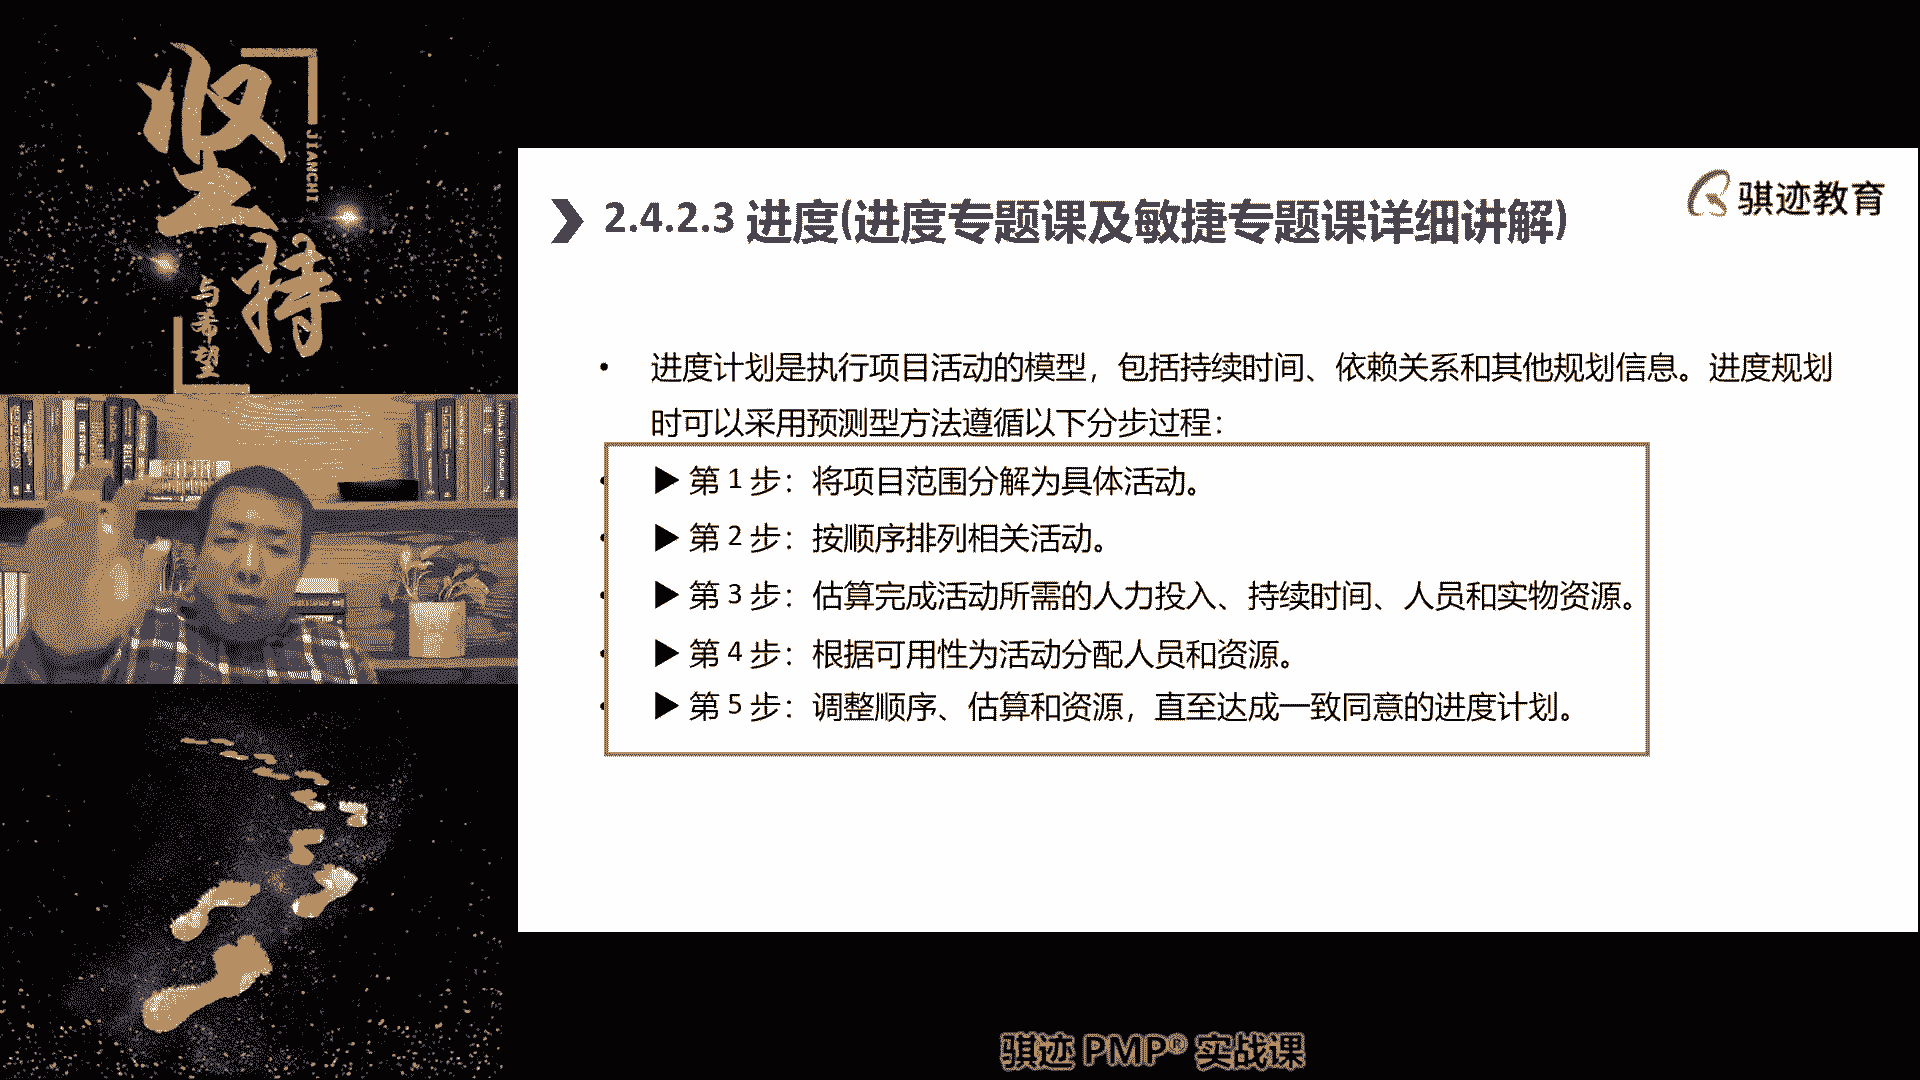 坚持
JIANCHI
与希望
骐迹教育
2.4.2.3 进度(进度专题课及敏捷专题课详细讲解)
• 进度计划是执行项目活动的模型，包括持续时间、依赖关系和其他规划信息。进度规划
时可以采用预测型方法遵循以下分步过程：
▶ 第 1 步：将项目范围分解为具体活动。
▶ 第 2 步：按顺序排列相关活动。
▶ 第 3 步：估算完成活动所需的人力投入、持续时间、人员和实物资源。
▶ 第 4 步：根据可用性为活动分配人员和资源。
▶ 第 5 步：调整顺序、估算和资源，直至达成一致同意的进度计划。
骐迹 PMP® 实战课